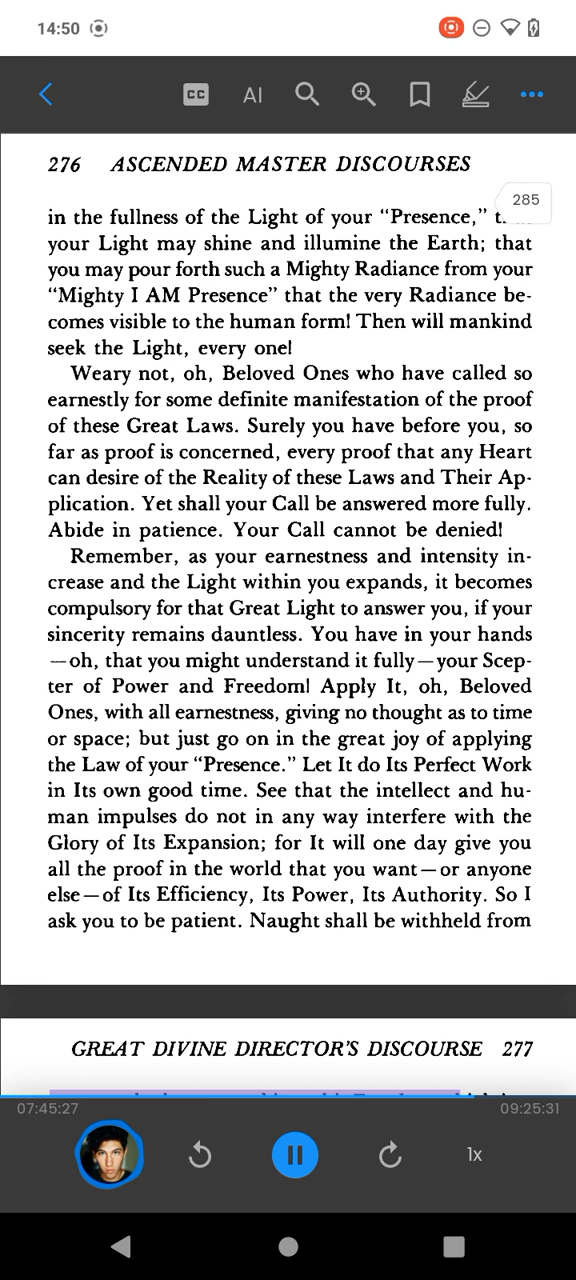 14:50
CC
AI
276 ASCENDED MASTER DISCOURSES
285
in the fullness of the Light of your “Presence,”
your Light may shine and illumine the Earth; that
you may pour forth such a Mighty Radiance from your
“Mighty I AM Presence” that the very Radiance be-
comes visible to the human form! Then will mankind
seek the Light, every one!
Weary not, oh, Beloved Ones who have called so
earnestly for some definite manifestation of the proof
of these Great Laws. Surely you have before you, so
far as proof is concerned, every proof that any Heart
can desire of the Reality of these Laws and Their Ap-
plication. Yet shall your Call be answered more fully.
Abide in patience. Your Call cannot be denied!
Remember, as your earnestness and intensity in-
crease and the Light within you expands, it becomes
compulsory for that Great Light to answer you, if your
sincerity remains dauntless. You have in your hands
—oh, that you might understand it fully—your Scep-
ter of Power and Freedom! Apply It, oh, Beloved
Ones, with all earnestness, giving no thought as to time
or space; but just go on in the great joy of applying
the Law of your “Presence.” Let It do Its Perfect Work
in Its own good time. See that the intellect and hu-
man impulses do not in any way interfere with the
Glory of Its Expansion; for It will one day give you
all the proof in the world that you want—or anyone
else—of Its Efficiency, Its Power, Its Authority. So I
ask you to be patient. Naught shall be withheld from
GREAT DIVINE DIRECTOR'S DISCOURSE 277
07:45:27
09:25:31
1x